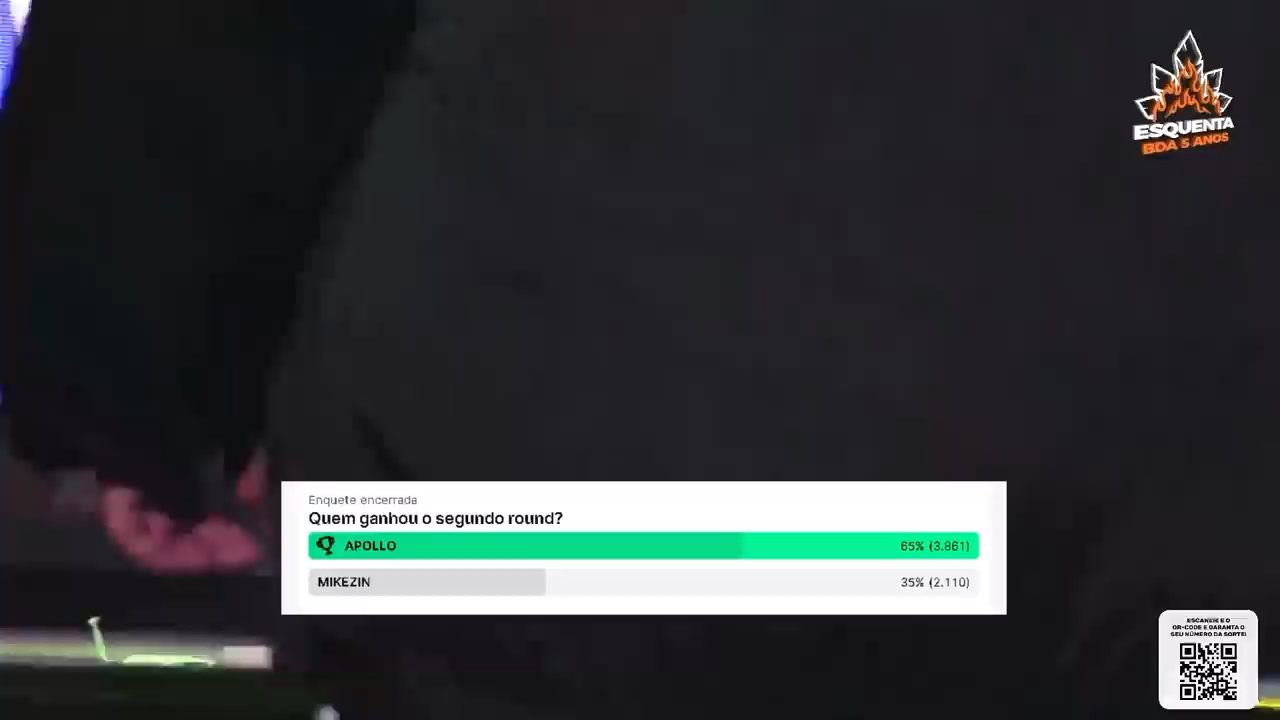 ESQUENTA
BDA 5 ANOS
Enquete encerrada
Quem ganhou o segundo round?
APOLLO 65% (3.861)
MIKEZIN 35% (2.110)
ESCANEIE E O
QR-CODE E GARANTA O
SEU NÚMERO DA SORTE!